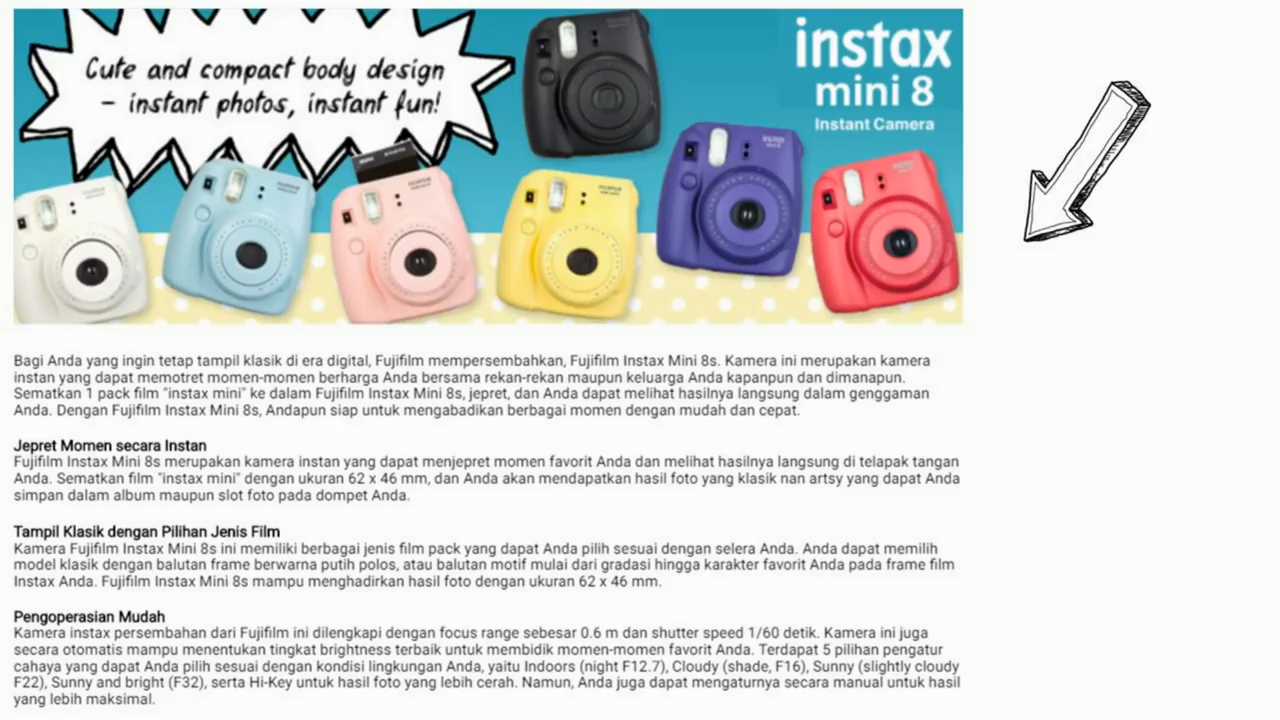 Cute and compact body design
– instant photos, instant fun!
instax
mini 8
Instant Camera
Bagi Anda yang ingin tetap tampil klasik di era digital, Fujifilm mempersembahkan, Fujifilm Instax Mini 8s. Kamera ini merupakan kamera
instan yang dapat memotret momen-momen berharga Anda bersama rekan-rekan maupun keluarga Anda kapanpun dan dimanapun.
Sematkan 1 pack film "instax mini" ke dalam Fujifilm Instax Mini 8s, jepret, dan Anda dapat melihat hasilnya langsung dalam genggaman
Anda. Dengan Fujifilm Instax Mini 8s, Andapun siap untuk mengabadikan berbagai momen dengan mudah dan cepat.
Jepret Momen secara Instan
Fujifilm Instax Mini 8s merupakan kamera instan yang dapat menjepret momen favorit Anda dan melihat hasilnya langsung di telapak tangan
Anda. Sematkan film "instax mini" dengan ukuran 62 x 46 mm, dan Anda akan mendapatkan hasil foto yang klasik nan artsy yang dapat Anda
simpan dalam album maupun slot foto pada dompet Anda.
Tampil Klasik dengan Pilihan Jenis Film
Kamera Fujifilm Instax Mini 8s ini memiliki berbagai jenis film pack yang dapat Anda pilih sesuai dengan selera Anda. Anda dapat memilih
model klasik dengan balutan frame berwarna putih polos, atau balutan motif mulai dari gradasi hingga karakter favorit Anda pada frame film
Instax Anda. Fujifilm Instax Mini 8s mampu menghadirkan hasil foto dengan ukuran 62 x 46 mm.
Pengoperasian Mudah
Kamera instax persembahan dari Fujifilm ini dilengkapi dengan focus range sebesar 0.6 m dan shutter speed 1/60 detik. Kamera ini juga
secara otomatis mampu menentukan tingkat brightness terbaik untuk membidik momen-momen favorit Anda. Terdapat 5 pilihan pengatur
cahaya yang dapat Anda pilih sesuai dengan kondisi lingkungan Anda, yaitu Indoors (night F12.7), Cloudy (shade, F16), Sunny (slightly cloudy
F22), Sunny and bright (F32), serta Hi-Key untuk hasil foto yang lebih cerah. Namun, Anda juga dapat mengaturnya secara manual untuk hasil
yang lebih maksimal.